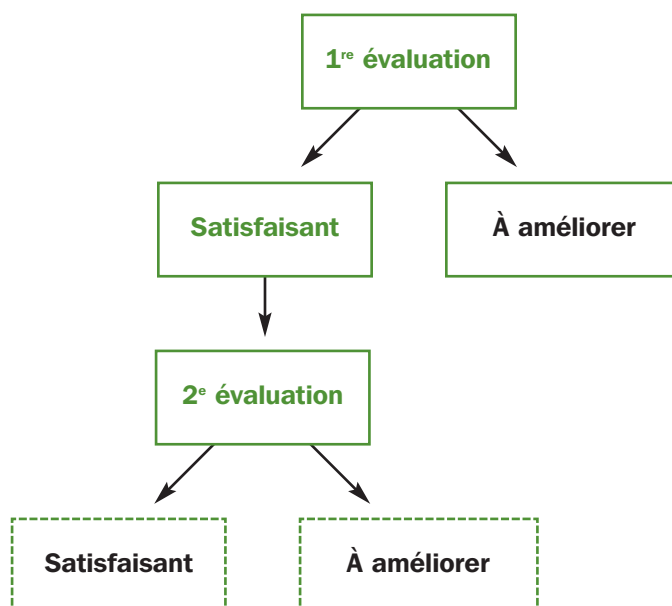 1re évaluation
Satisfaisant
À améliorer
2e évaluation
Satisfaisant
À améliorer